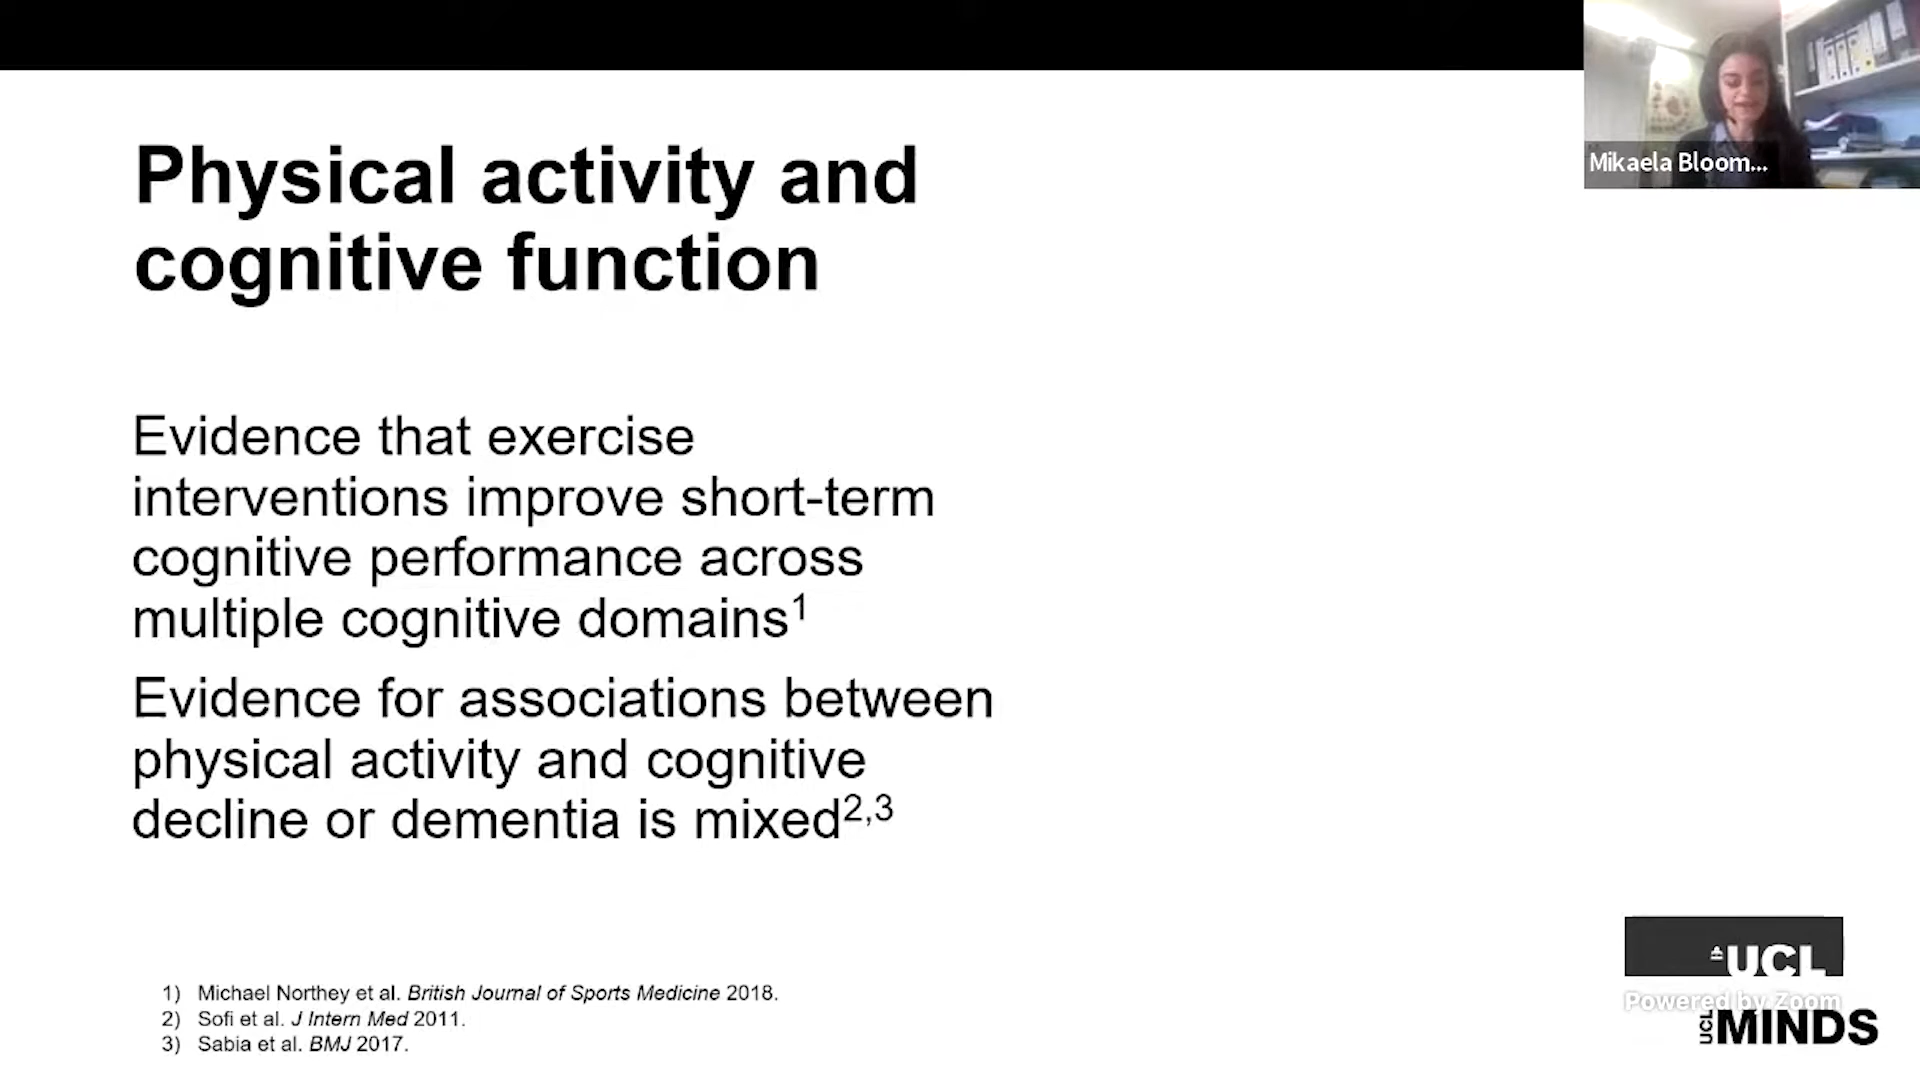 Mikaela Bloom...
Physical activity and
cognitive function
Evidence that exercise
interventions improve short-term
cognitive performance across
multiple cognitive domains1
Evidence for associations between
physical activity and cognitive
decline or dementia is mixed2,3
1) Michael Northey et al. British Journal of Sports Medicine 2018.
2) Sofi et al. J Intern Med 2011.
3) Sabia et al. BMJ 2017.
UCL
Powered by Zoom
UCL MINDS